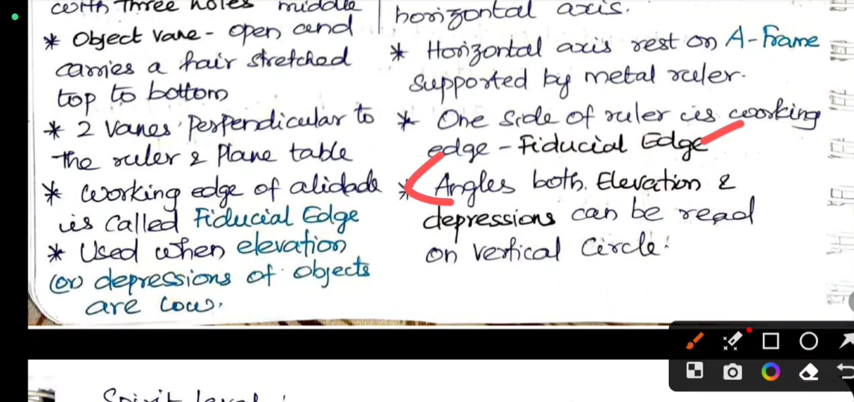 with three holes middle
* Object vane - open and
carries a hair stretched
top to bottom
* 2 Vanes Perpendicular to
the ruler & Plane table
* Working edge of alidade
is called Fiducial Edge
* Used when elevation
(or) depressions of objects
are low.
horizontal axis.
* Horizontal axis rest on A-Frame
supported by metal ruler.
* One side of ruler is working
edge - Fiducial Edge
* Angles both Elevation &
depressions can be read
on vertical Circle.
Spirit level :